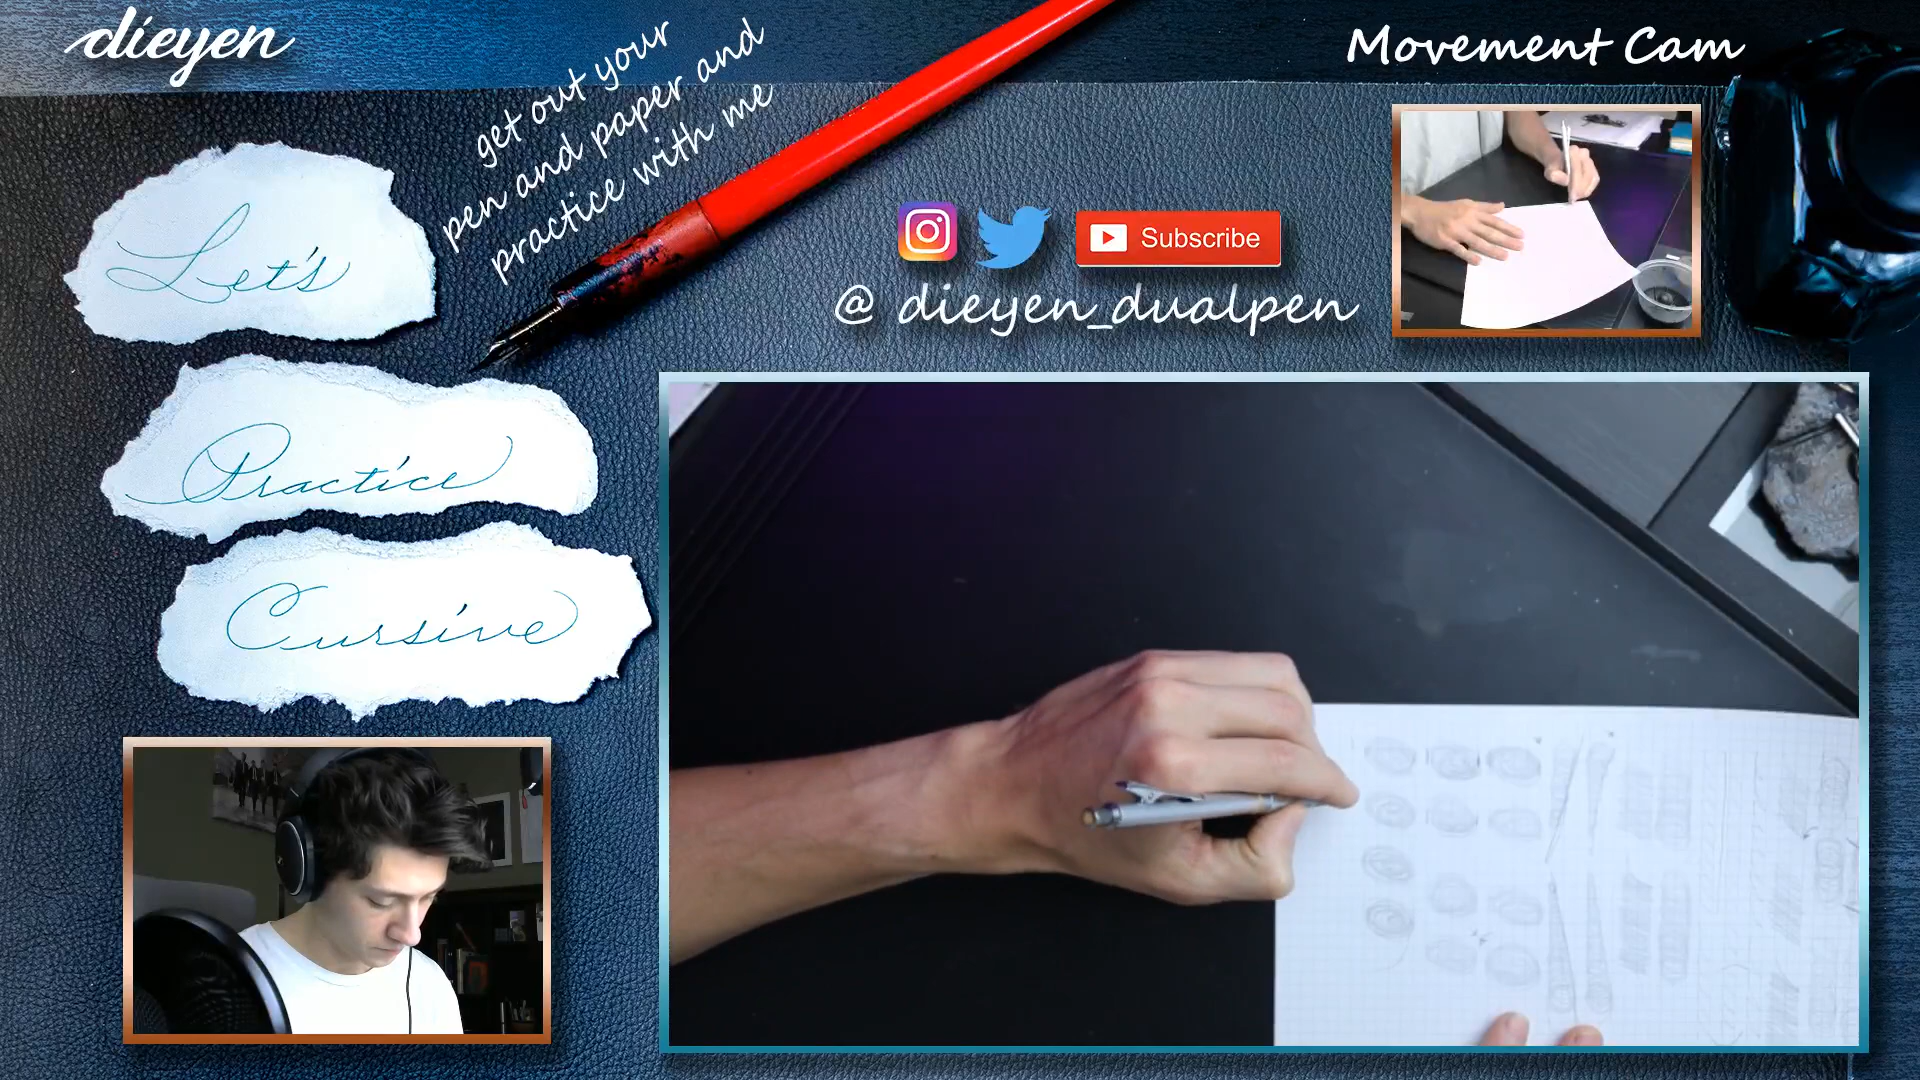 dieyen
get out your
pen and paper and
practice with me
Movement Cam
Let's
Subscribe
@ dieyen_dualpen
Practice
Cursive